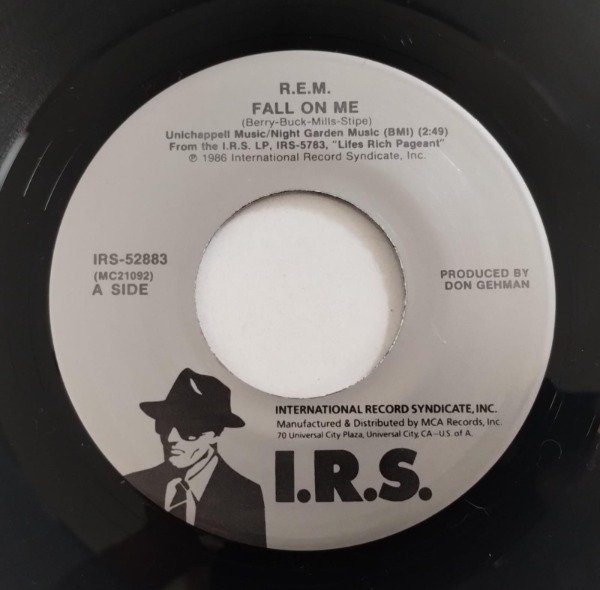 R.E.M.
FALL ON ME
(Berry-Buck-Mills-Stipe)
Unichappell Music/Night Garden Music (BMI) (2:49)
From the I.R.S. LP, IRS-5783, "Lifes Rich Pageant"
℗ 1986 International Record Syndicate, Inc.
IRS-52883
(MC21092)
A SIDE
PRODUCED BY
DON GEHMAN
INTERNATIONAL RECORD SYNDICATE, INC.
Manufactured & Distributed by MCA Records, Inc.
70 Universal City Plaza, Universal City, CA-U.S. of A.
I.R.S.